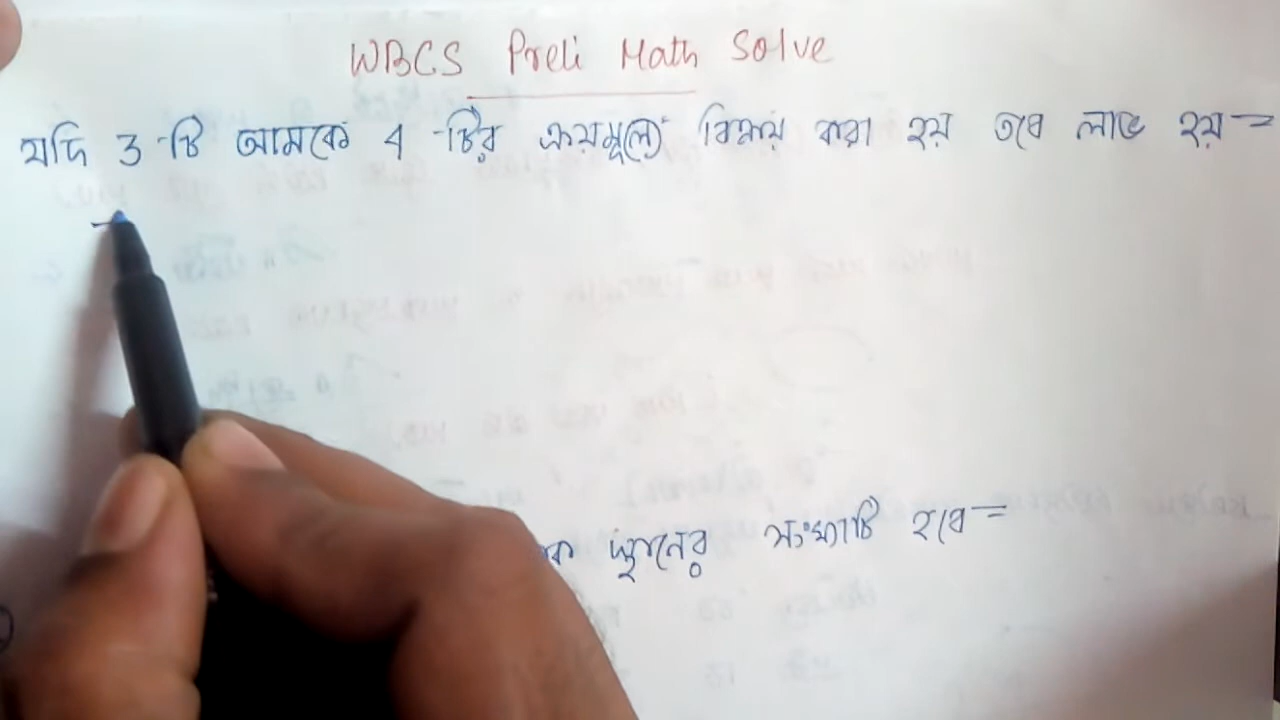 WBCS Preli Math Solve
যদি 3-টি আমকে 4-টির ক্রয়মূল্যে বিক্রয় করা হয় তবে লাভ হয় =
স্থানের সংখ্যাটি হবে =